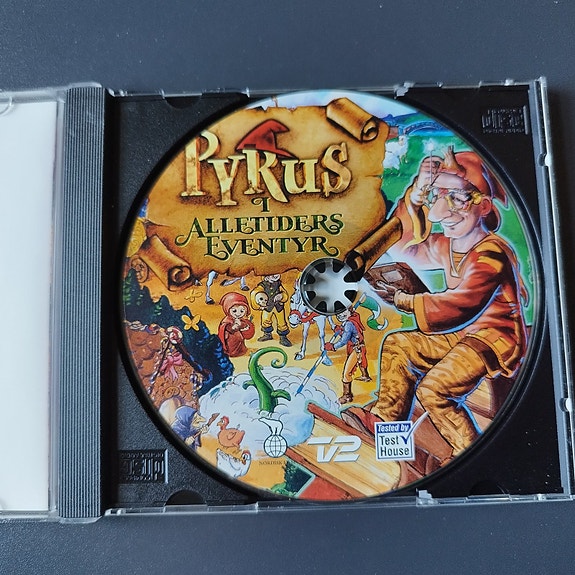 PYRUS
I
ALLETIDERS
EVENTYR
TV2
Tested by
Test
House